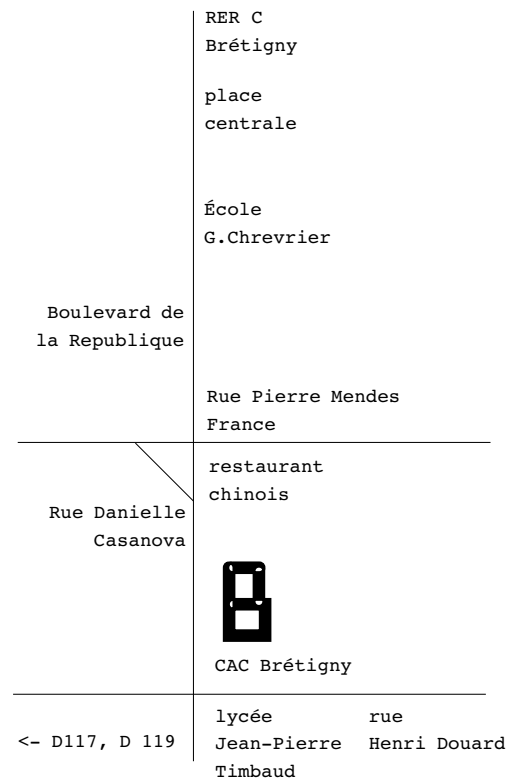 RER C
Brétigny
place
centrale
École
G.Chrevrier
Boulevard de
la Republique
Rue Pierre Mendes
France
restaurant
chinois
Rue Danielle
Casanova
CAC Brétigny
<- D117, D 119
lycée
Jean-Pierre
Timbaud
rue
Henri Douard